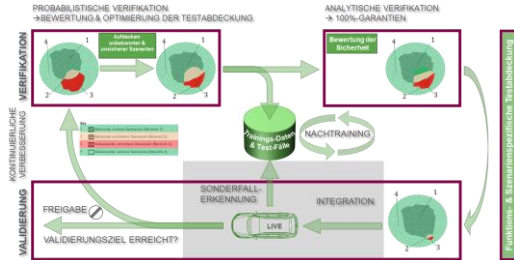 PROBABILISTISCHE VERIFIKATION
→BEWERTUNG & OPTIMIERUNG DER TESTABDECKUNG
ANALYTISCHE VERIFIKATION
→ 100%-GARANTIEN
VERIFIKATION
4
1
3
2
Aufdecken
unbekannter &
unsicherer Szenarien
4
1
3
2
Bewertung der
Sicherheit
4
1
3
2
Funktions- & Szenarienspezifische Testabdeckung
KONTINUIERLICHE
VERBESSERUNG
Trainings-Daten
& Test-Fälle
NACHTRAINING
VALIDIERUNG
SONDERFALL-
ERKENNUNG
INTEGRATION
FREIGABE
LIVE
VALIDIERUNGSZIEL ERREICHT?
4
1
3
2